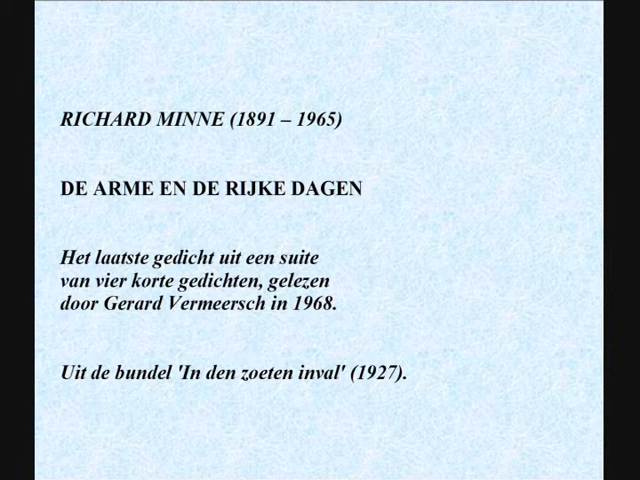 RICHARD MINNE (1891 – 1965)
DE ARME EN DE RIJKE DAGEN
Het laatste gedicht uit een suite
van vier korte gedichten, gelezen
door Gerard Vermeersch in 1968.
Uit de bundel 'In den zoeten inval' (1927).